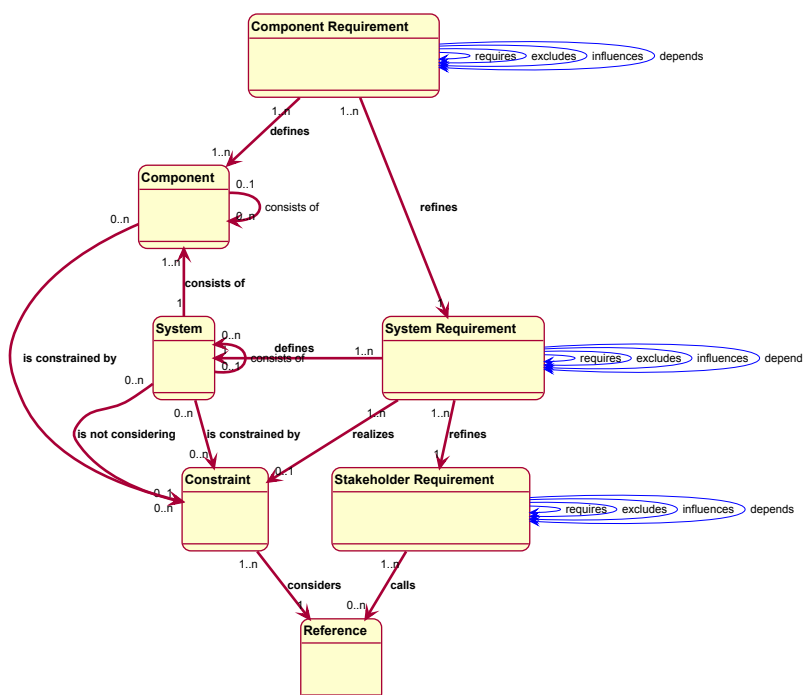 Component Requirement
requires excludes influences depends
1..n 1..n
defines
1..n
Component
0..1
consists of
0..n
0..n
refines
1..n
consists of
1
1
System
System Requirement
0..n
defines
1..n
consists of
0..1
requires excludes influences depend
is constrained by
0..n
0..n
1..n
1..n
is not considering
is constrained by
realizes
refines
0..n
0..1
1
Constraint
Stakeholder Requirement
0..1
0..n
requires excludes influences depends
1..n
1..n
considers
calls
1
0..n
Reference